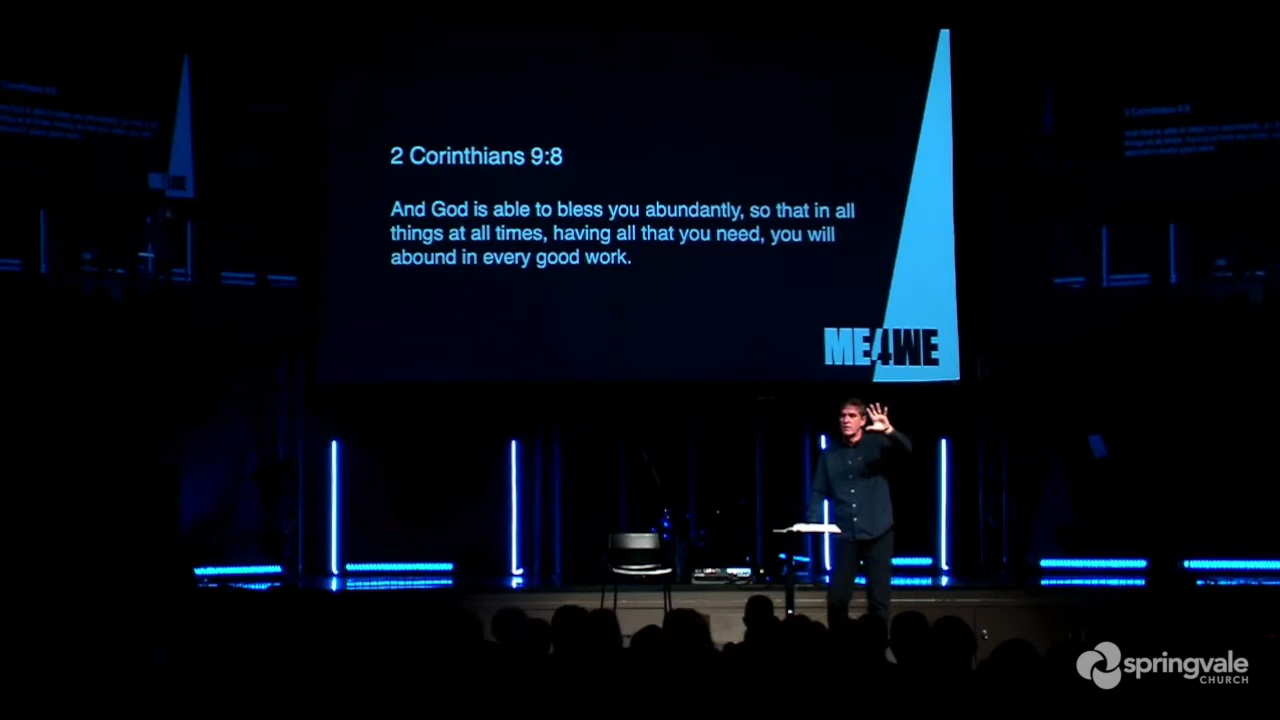 2 Corinthians 9:8
And God is able to bless you abundantly, so that in all
things at all times, having all that you need, you will
abound in every good work.
ME4WE
springvale
CHURCH